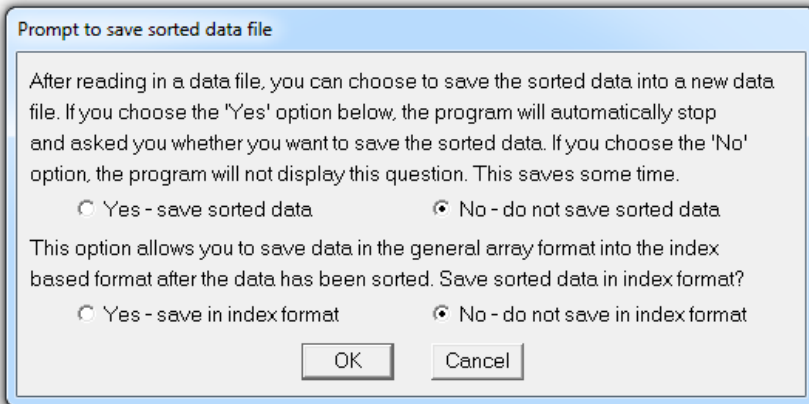 Prompt to save sorted data file
After reading in a data file, you can choose to save the sorted data into a new data
file. If you choose the 'Yes' option below, the program will automatically stop
and asked you whether you want to save the sorted data. If you choose the 'No'
option, the program will not display this question. This saves some time.
Yes - save sorted data No - do not save sorted data
This option allows you to save data in the general array format into the index
based format after the data has been sorted. Save sorted data in index format?
Yes - save in index format No - do not save in index format
OK Cancel